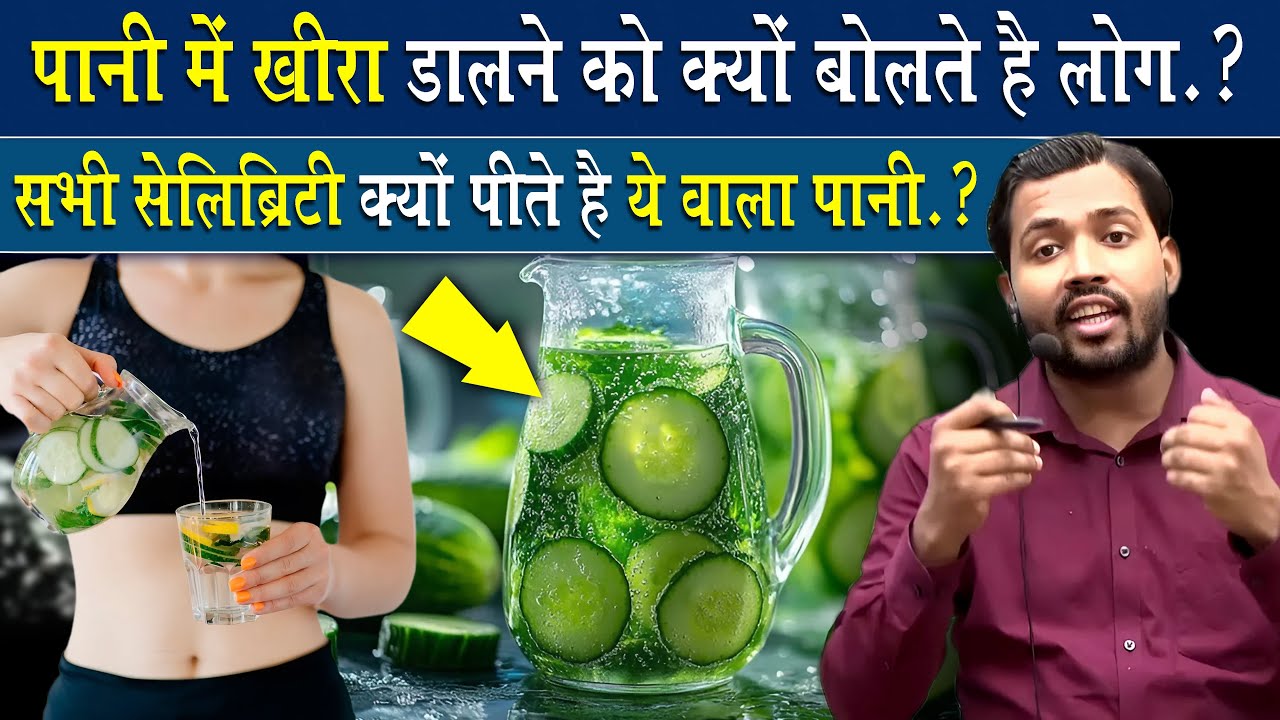 पानी में खीरा डालने को क्यों बोलते है लोग.?
सभी सेलिब्रिटी क्यों पीते है ये वाला पानी.?